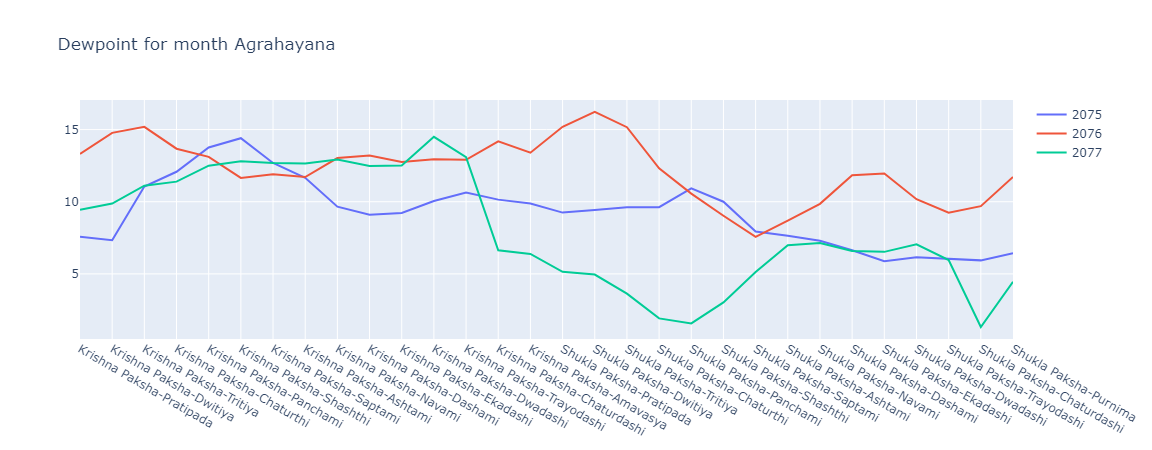 Dewpoint for month Agrahayana
15
10
5
2075
2076
2077
Krishna Paksha-Pratipada
Krishna Paksha-Dwitiya
Krishna Paksha-Tritiya
Krishna Paksha-Chaturthi
Krishna Paksha-Panchami
Krishna Paksha-Shashthi
Krishna Paksha-Saptami
Krishna Paksha-Ashtami
Krishna Paksha-Navami
Krishna Paksha-Dashami
Krishna Paksha-Ekadashi
Krishna Paksha-Dwadashi
Krishna Paksha-Trayodashi
Krishna Paksha-Chaturdashi
Krishna Paksha-Amavasya
Shukla Paksha-Pratipada
Shukla Paksha-Dwitiya
Shukla Paksha-Tritiya
Shukla Paksha-Chaturthi
Shukla Paksha-Panchami
Shukla Paksha-Shashthi
Shukla Paksha-Saptami
Shukla Paksha-Ashtami
Shukla Paksha-Navami
Shukla Paksha-Dashami
Shukla Paksha-Ekadashi
Shukla Paksha-Dwadashi
Shukla Paksha-Trayodashi
Shukla Paksha-Chaturdashi
Shukla Paksha-Purnima